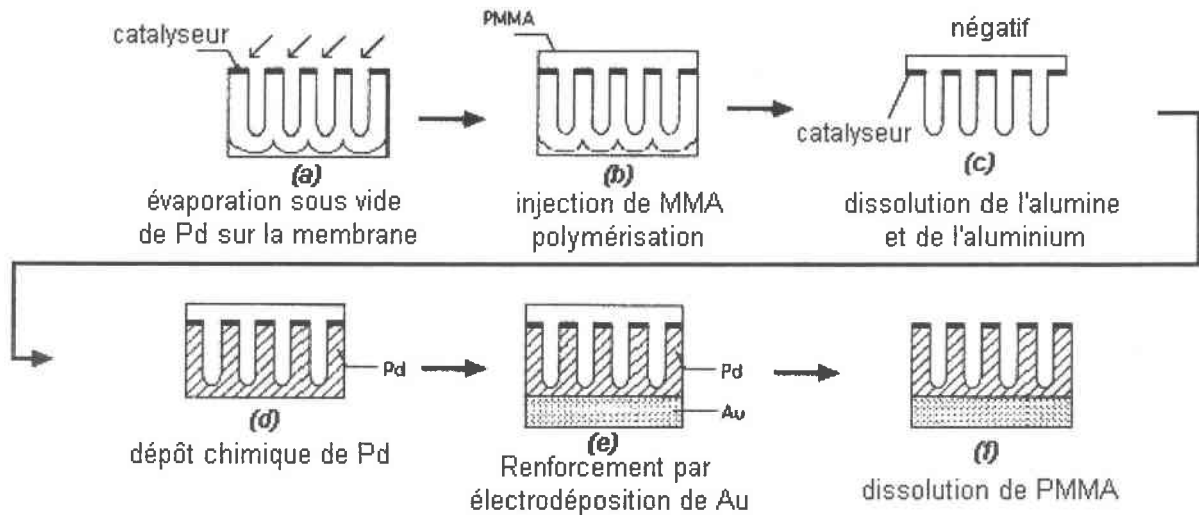 catalyseur
(a)
évaporation sous vide
de Pd sur la membrane
PMMA
(b)
injection de MMA
polymérisation
négatif
catalyseur
(c)
dissolution de l'alumine
et de l'aluminium
Pd
(d)
dépôt chimique de Pd
Pd
Au
(e)
Renforcement par
électrodéposition de Au
(f)
dissolution de PMMA